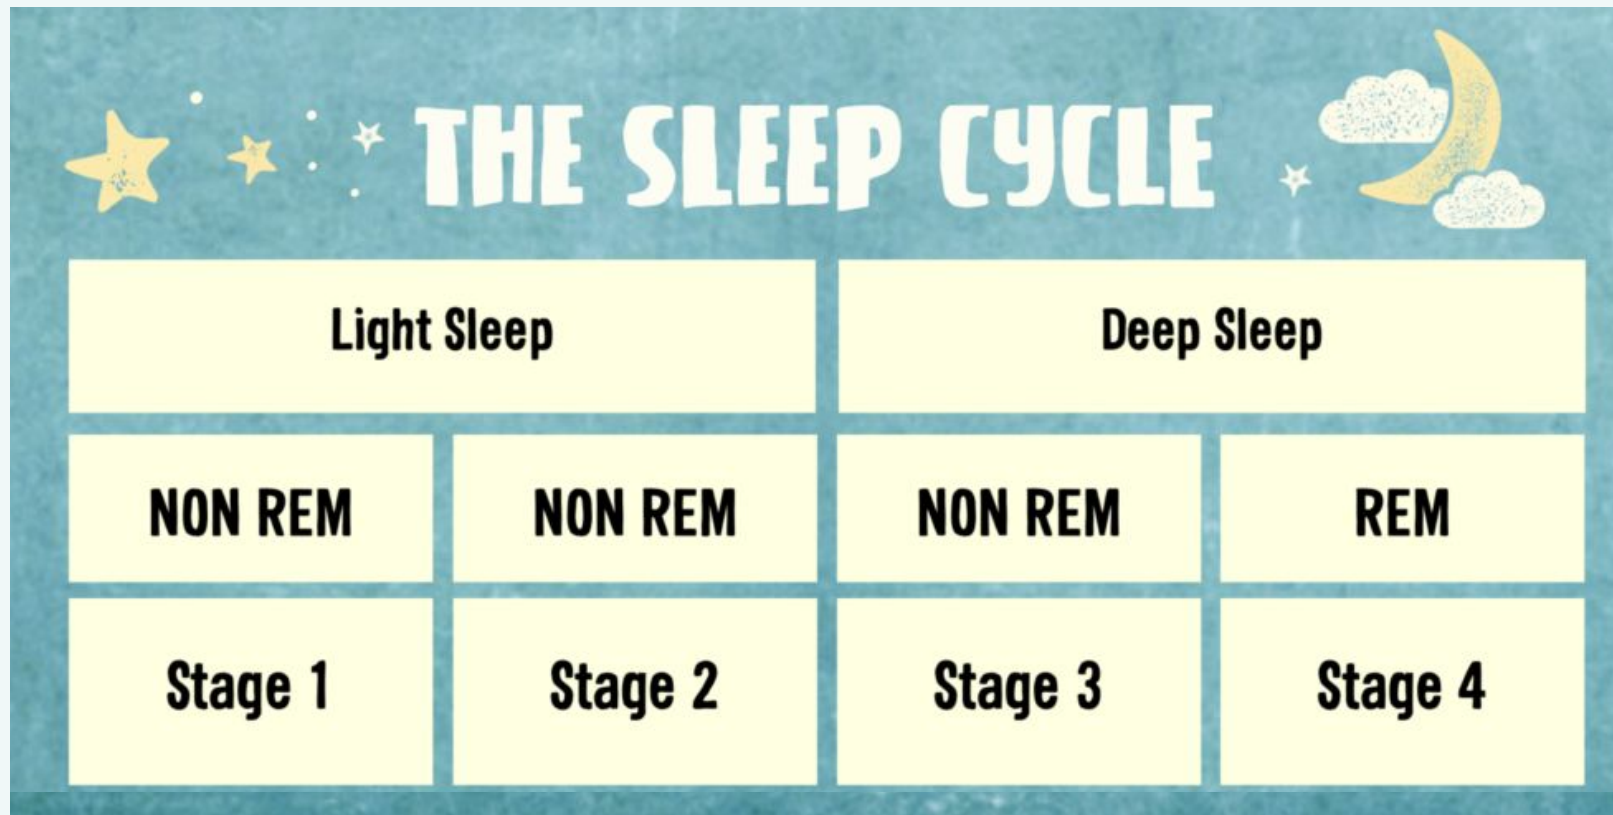 THE SLEEP CYCLE
Light Sleep
Deep Sleep
NON REM
NON REM
NON REM
REM
Stage 1
Stage 2
Stage 3
Stage 4